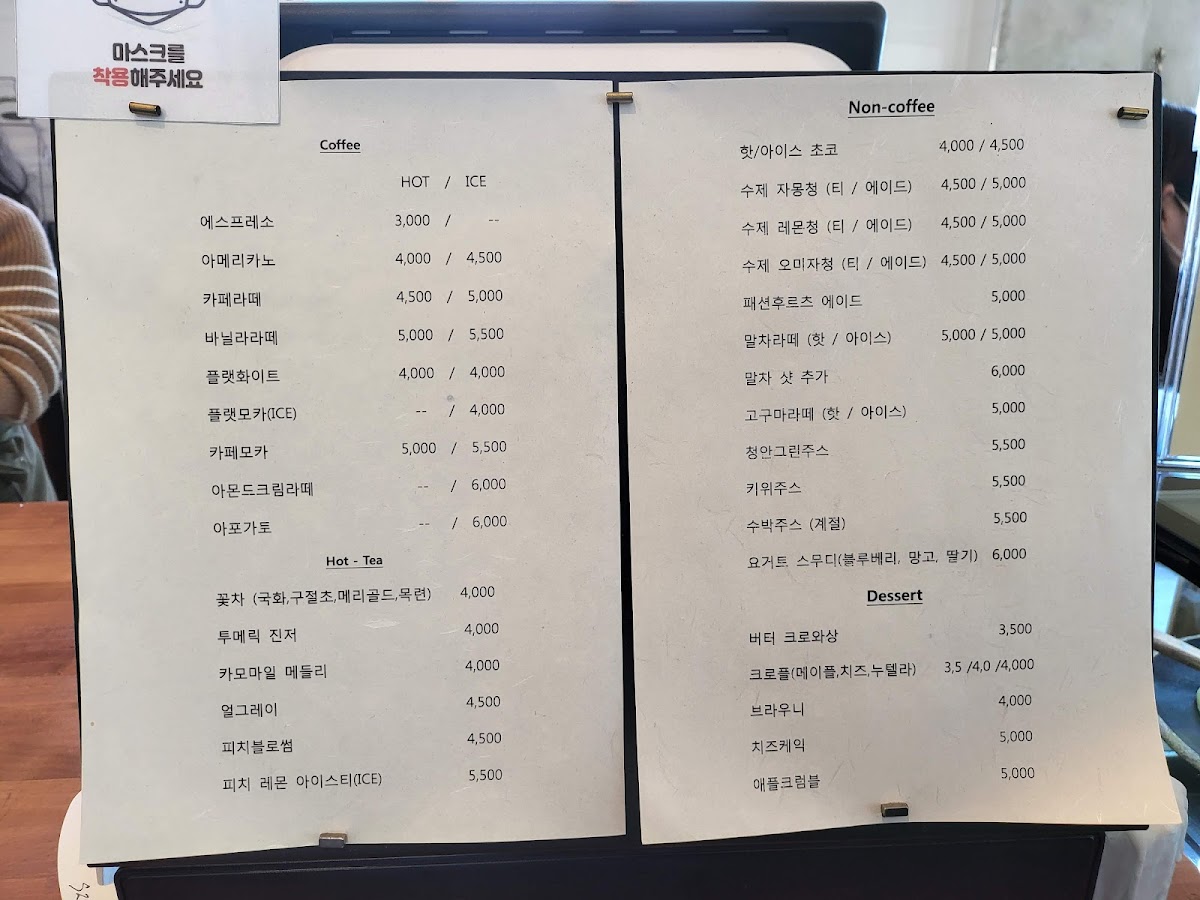 마스크를
착용해주세요
Coffee
HOT / ICE
에스프레소 3,000 / --
아메리카노 4,000 / 4,500
카페라떼 4,500 / 5,000
바닐라라떼 5,000 / 5,500
플랫화이트 4,000 / 4,000
플랫모카(ICE) -- / 4,000
카페모카 5,000 / 5,500
아몬드크림라떼 -- / 6,000
아포가토 -- / 6,000
Hot - Tea
꽃차 (국화,구절초,메리골드,목련) 4,000
투메릭 진저 4,000
카모마일 메들리 4,000
얼그레이 4,500
피치블로썸 4,500
피치 레몬 아이스티(ICE) 5,500
Non-coffee
핫/아이스 초코 4,000 / 4,500
수제 자몽청 (티 / 에이드) 4,500 / 5,000
수제 레몬청 (티 / 에이드) 4,500 / 5,000
수제 오미자청 (티 / 에이드) 4,500 / 5,000
패션후르츠 에이드 5,000
말차라떼 (핫 / 아이스) 5,000 / 5,000
말차 샷 추가 6,000
고구마라떼 (핫 / 아이스) 5,000
청안그린주스 5,500
키위주스 5,500
수박주스 (계절) 5,500
요거트 스무디(블루베리, 망고, 딸기) 6,000
Dessert
버터 크로와상 3,500
크로플(메이플,치즈,누텔라) 3,5 /4,0 /4,000
브라우니 4,000
치즈케익 5,000
애플크럼블 5,000